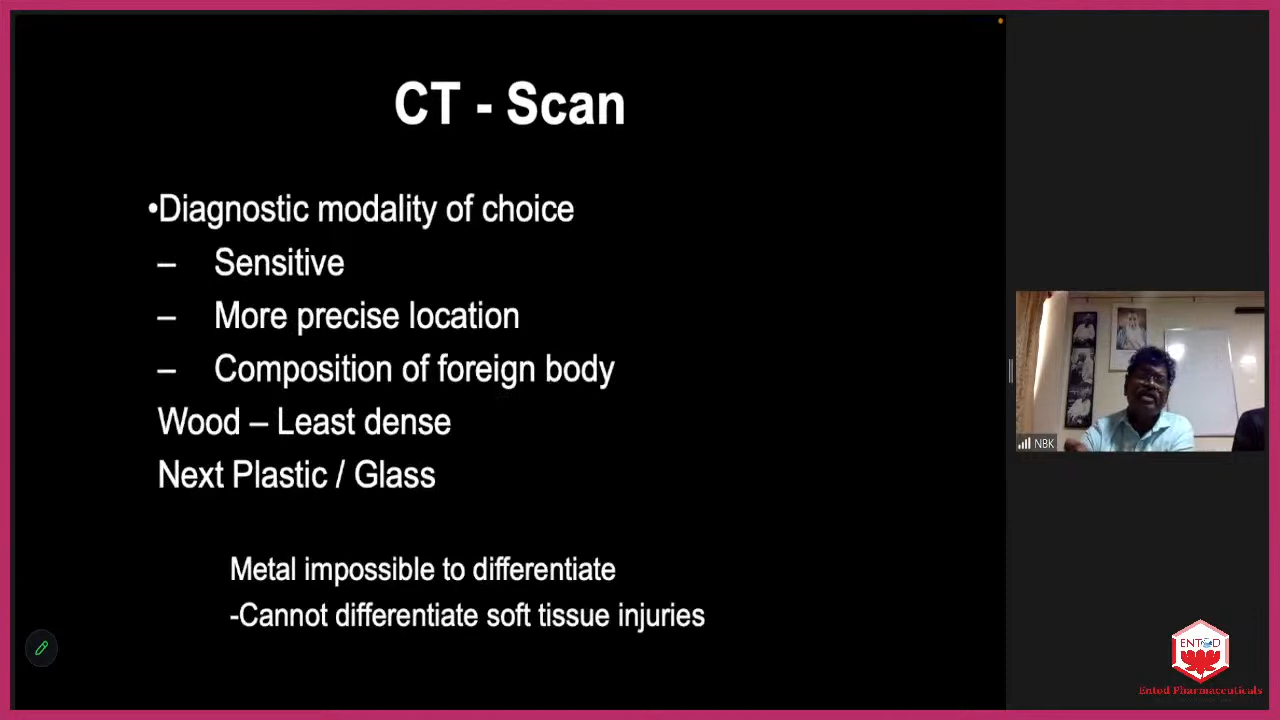 CT - Scan
•Diagnostic modality of choice
– Sensitive
– More precise location
– Composition of foreign body
Wood – Least dense
Next Plastic / Glass
Metal impossible to differentiate
-Cannot differentiate soft tissue injuries
NBK
ENTOD
Entod Pharmaceuticals